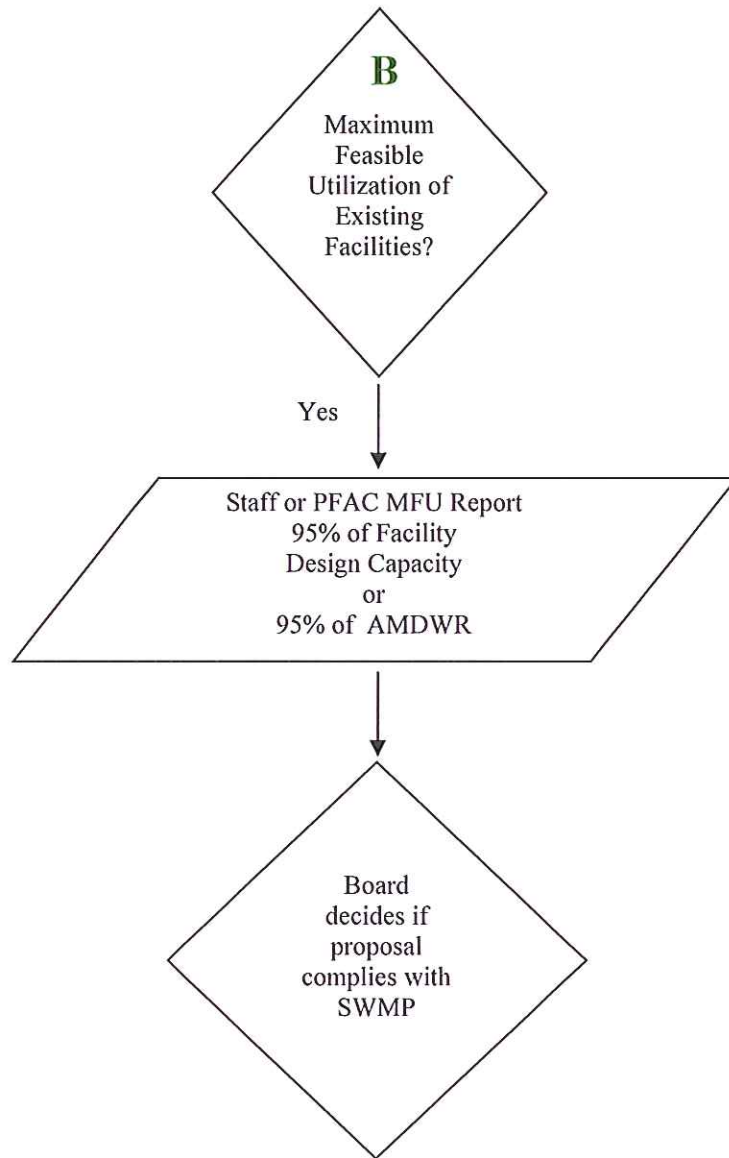 B
Maximum
Feasible
Utilization of
Existing
Facilities?
Yes
Staff or PFAC MFU Report
95% of Facility
Design Capacity
or
95% of AMDWR
Board
decides if
proposal
complies with
SWMP